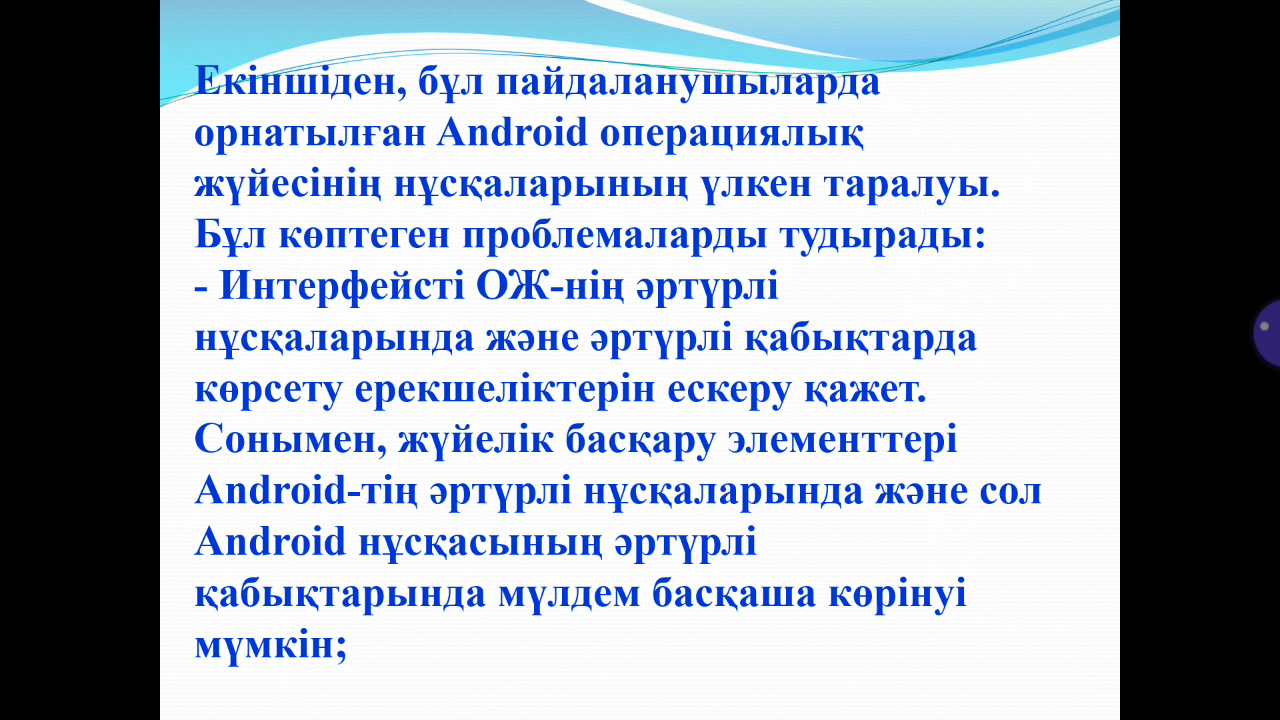 Екіншіден, бұл пайдаланушыларда
орнатылған Android операциялық
жүйесінің нұсқаларының үлкен таралуы.
Бұл көптеген проблемаларды тудырады:
- Интерфейсті ОЖ-нің әртүрлі
нұсқаларында және әртүрлі қабықтарда
көрсету ерекшеліктерін ескеру қажет.
Сонымен, жүйелік басқару элементтері
Android-тің әртүрлі нұсқаларында және сол
Android нұсқасының әртүрлі
қабықтарында мүлдем басқаша көрінуі
мүмкін;